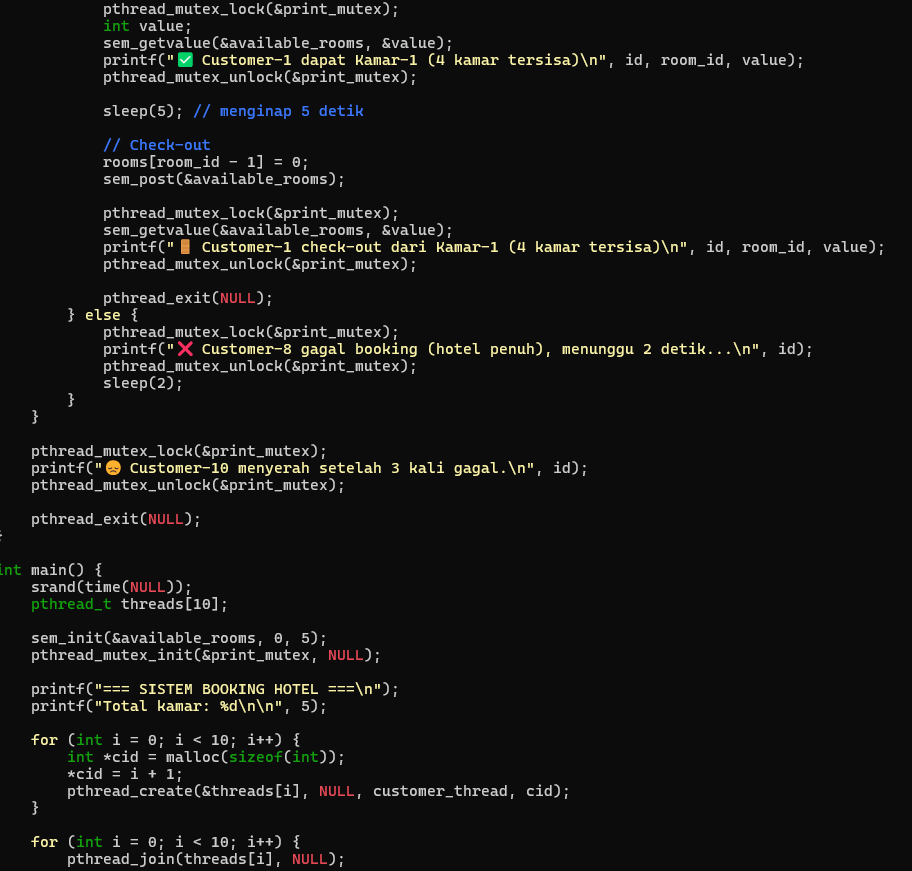 pthread_mutex_lock(&print_mutex);
int value;
sem_getvalue(&available_rooms, &value);
printf("✅ Customer-1 dapat Kamar-1 (4 kamar tersisa)\n", id, room_id, value);
pthread_mutex_unlock(&print_mutex);
sleep(5); // menginap 5 detik
// Check-out
rooms[room_id - 1] = 0;
sem_post(&available_rooms);
pthread_mutex_lock(&print_mutex);
sem_getvalue(&available_rooms, &value);
printf("🚪 Customer-1 check-out dari Kamar-1 (4 kamar tersisa)\n", id, room_id, value);
pthread_mutex_unlock(&print_mutex);
pthread_exit(NULL);
} else {
pthread_mutex_lock(&print_mutex);
printf("❌ Customer-8 gagal booking (hotel penuh), menunggu 2 detik...\n", id);
pthread_mutex_unlock(&print_mutex);
sleep(2);
}
}
pthread_mutex_lock(&print_mutex);
printf("😞 Customer-10 menyerah setelah 3 kali gagal.\n", id);
pthread_mutex_unlock(&print_mutex);
pthread_exit(NULL);
}
int main() {
srand(time(NULL));
pthread_t threads[10];
sem_init(&available_rooms, 0, 5);
pthread_mutex_init(&print_mutex, NULL);
printf("=== SISTEM BOOKING HOTEL ===\n");
printf("Total kamar: %d\n\n", 5);
for (int i = 0; i < 10; i++) {
int *cid = malloc(sizeof(int));
*cid = i + 1;
pthread_create(&threads[i], NULL, customer_thread, cid);
}
for (int i = 0; i < 10; i++) {
pthread_join(threads[i], NULL);